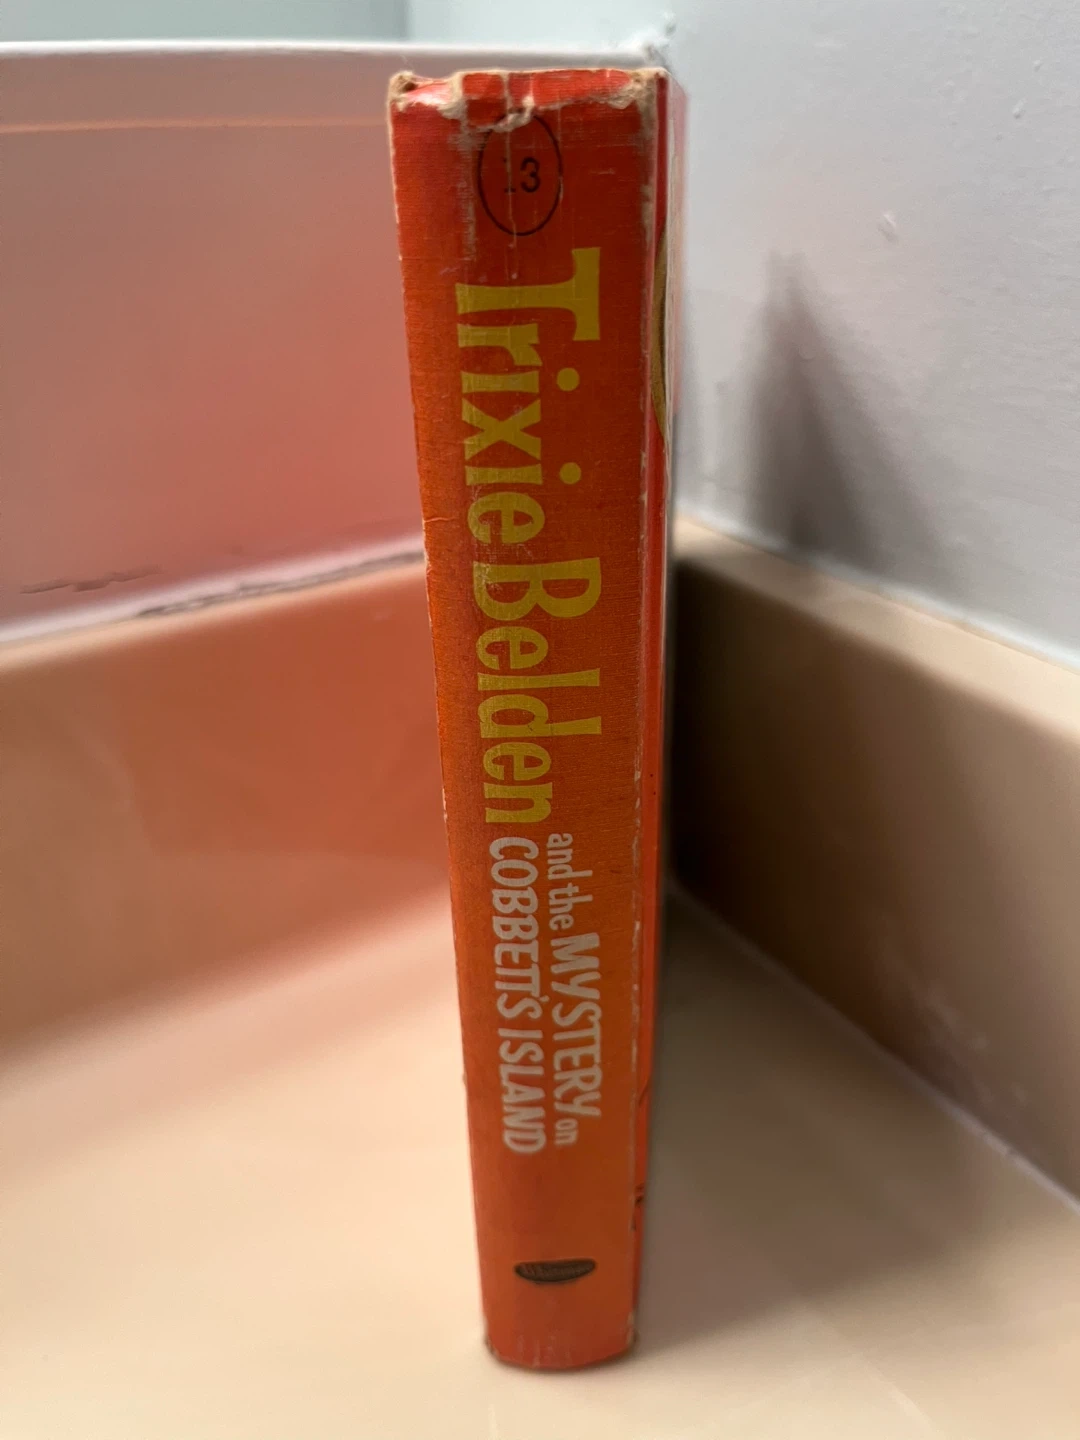 13
Trixie Belden
and the MYSTERY on
COBBETT'S ISLAND